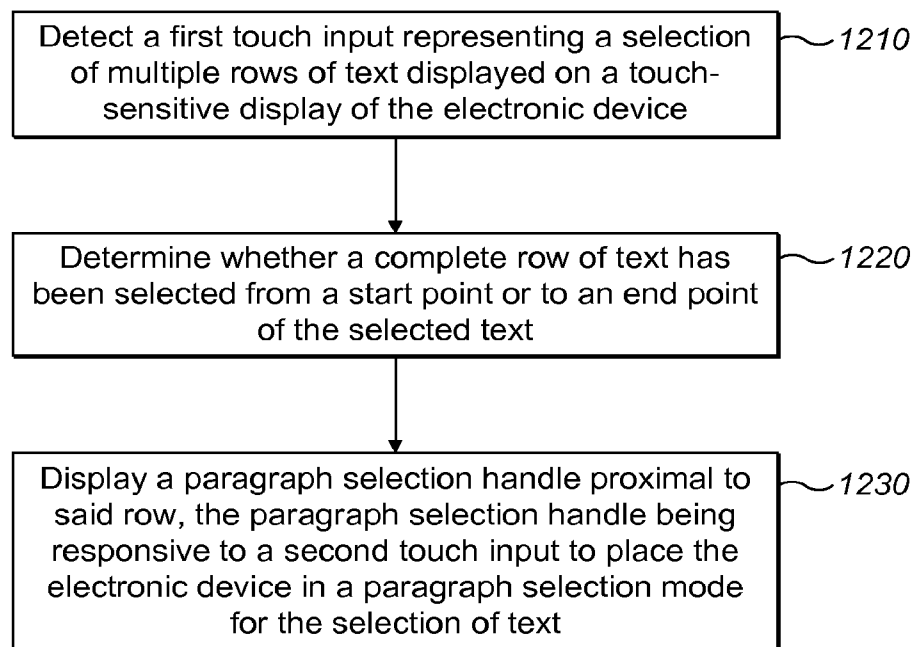 Detect a first touch input representing a selection
of multiple rows of text displayed on a touch-
sensitive display of the electronic device
1210
Determine whether a complete row of text has
been selected from a start point or to an end point
of the selected text
1220
Display a paragraph selection handle proximal to
said row, the paragraph selection handle being
responsive to a second touch input to place the
electronic device in a paragraph selection mode
for the selection of text
1230